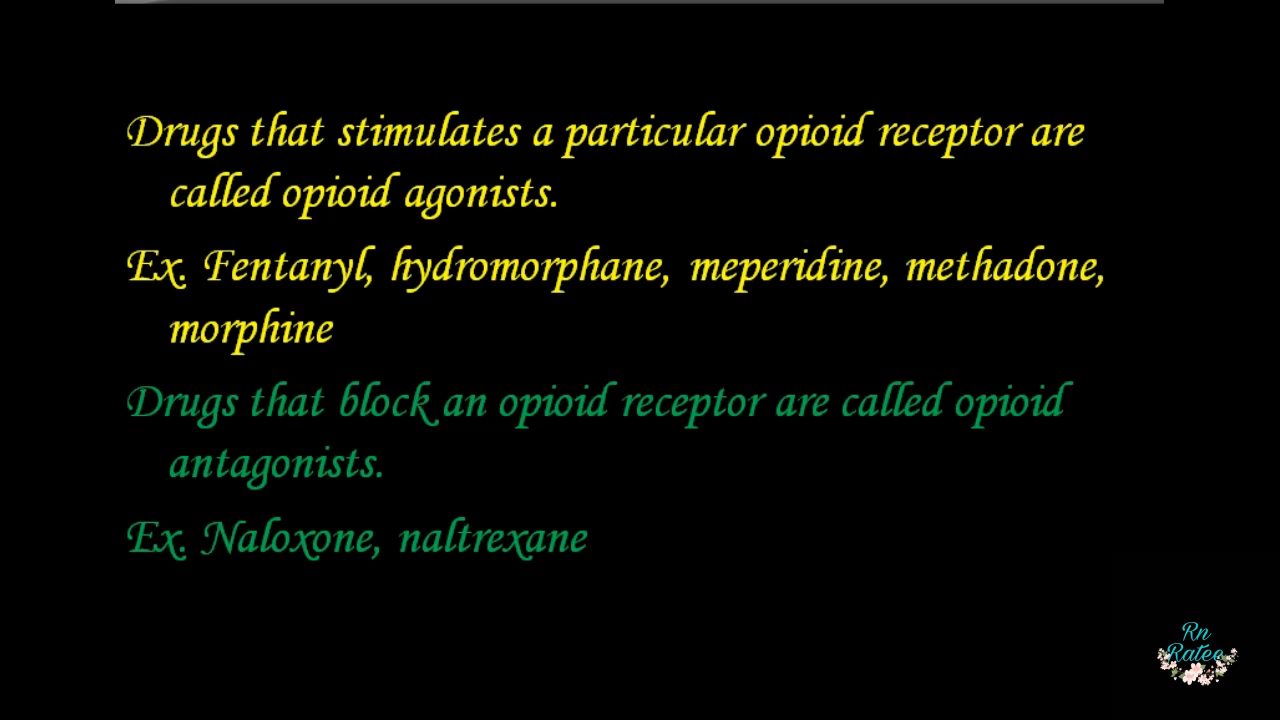 Drugs that stimulates a particular opioid receptor are
called opioid agonists.
Ex. Fentanyl, hydromorphane, meperidine, methadone,
morphine
Drugs that block an opioid receptor are called opioid
antagonists.
Ex. Naloxone, naltrexane
Rn
Ratee